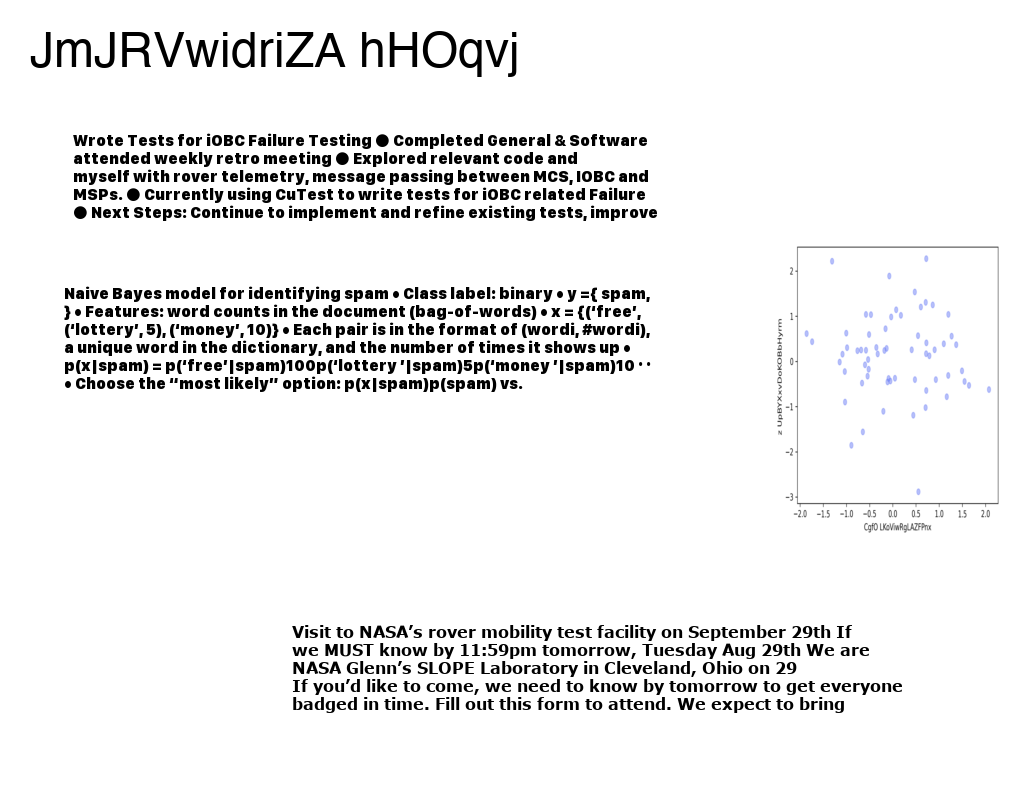 JmJRVwidriZA hHOqvj
Wrote Tests for iOBC Failure Testing ● Completed General & Software
attended weekly retro meeting ● Explored relevant code and
myself with rover telemetry, message passing between MCS, IOBC and
MSPs. ● Currently using CuTest to write tests for iOBC related Failure
● Next Steps: Continue to implement and refine existing tests, improve
Naive Bayes model for identifying spam • Class label: binary • y ={ spam,
} • Features: word counts in the document (bag-of-words) • x = {(‘free’,
(‘lottery’, 5), (‘money’, 10)} • Each pair is in the format of (wordi, #wordi),
a unique word in the dictionary, and the number of times it shows up •
p(x|spam) = p(‘free’|spam)100p(‘lottery ’|spam)5p(‘money ’|spam)10 · ·
• Choose the “most likely” option: p(x|spam)p(spam) vs.
z UpBYXxvDoKOBbHyrm
2
1
0
−1
−2
−3
−2.0 −1.5 −1.0 −0.5 0.0 0.5 1.0 1.5 2.0
CgfO LKoViwRgLAZFPnx
Visit to NASA’s rover mobility test facility on September 29th If
we MUST know by 11:59pm tomorrow, Tuesday Aug 29th We are
NASA Glenn’s SLOPE Laboratory in Cleveland, Ohio on 29
If you’d like to come, we need to know by tomorrow to get everyone
badged in time. Fill out this form to attend. We expect to bring